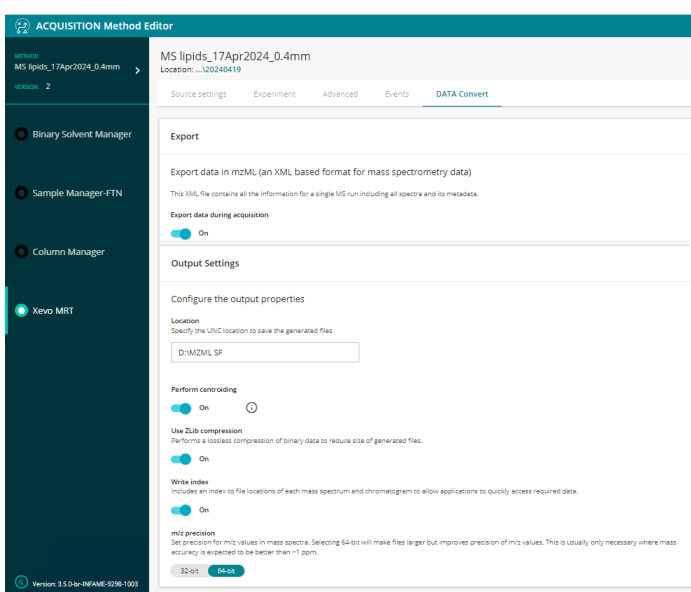 ACQUISITION Method Editor
METHOD
MS lipids_17Apr2024_0.4mm
VERSION 2
Binary Solvent Manager
Sample Manager-FTN
Column Manager
Xevo MRT
Version: 3.5.0-br-INFAME-9298-1003
MS lipids_17Apr2024_0.4mm
Location: ...\20240419
Source settings Experiment Advanced Events DATA Convert
Export
Export data in mzML (an XML based format for mass spectrometry data)
This XML file contains all the information for a single MS run including all spectra and its metadata.
Export data during acquisition
On
Output Settings
Configure the output properties
Location
Specify the UNC location to save the generated files
D:\MZML SF
Perform centroiding
On
Use ZLib compression
Performs a lossless compression of binary data to reduce size of generated files.
On
Write index
Includes an index to file locations of each mass spectrum and chromatogram to allow applications to quickly access required data.
On
m/z precision
Set precision for m/z values in mass spectra. Selecting 64-bit will make files larger but improves precision of m/z values. This is usually only necessary where mass
accuracy is expected to be better than ~1 ppm.
32-bit 64-bit